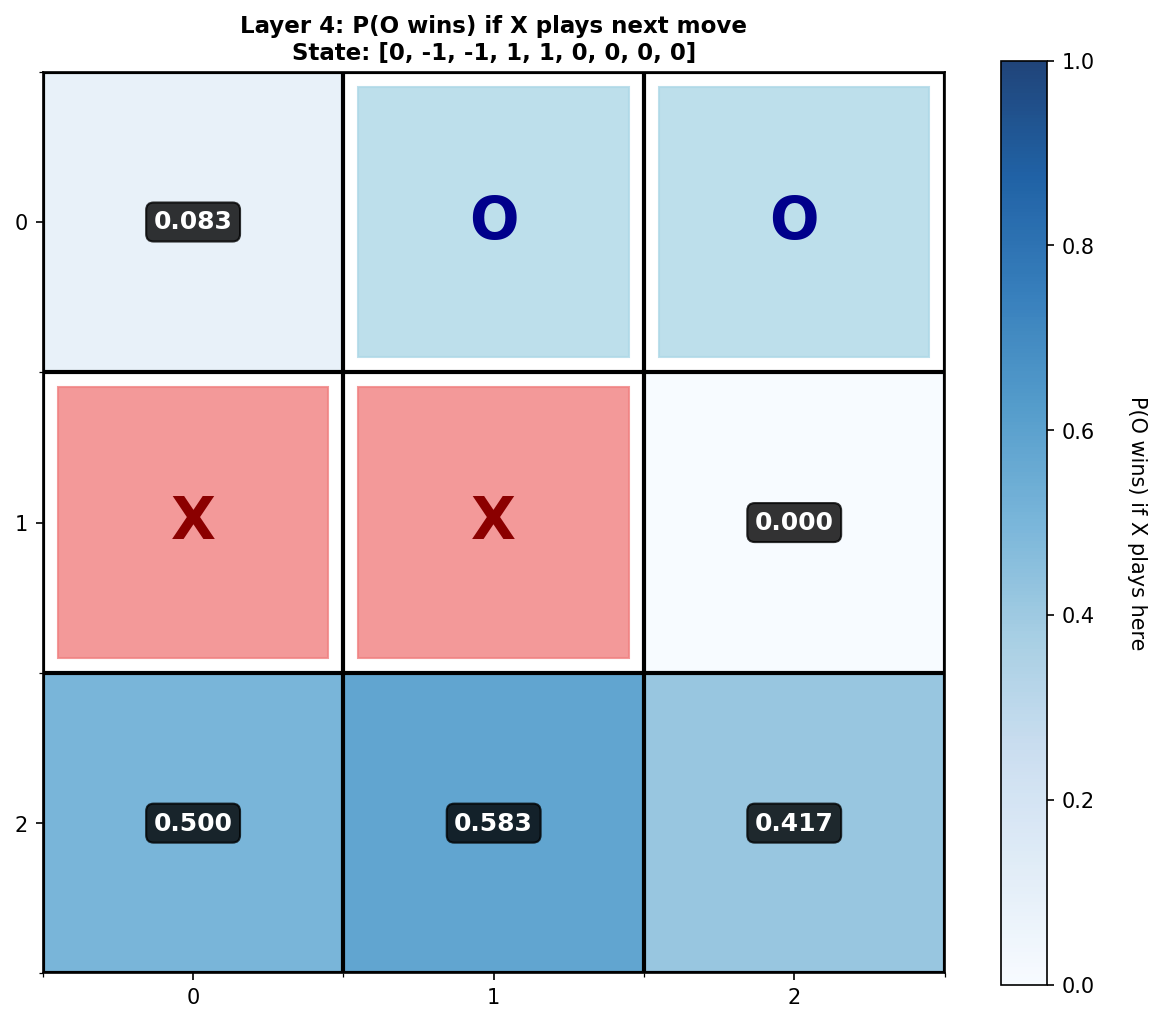 Layer 4: P(O wins) if X plays next move
State: [0, -1, -1, 1, 1, 0, 0, 0, 0]
0
0.083
O
O
1
X
X
0.000
2
0.500
0.583
0.417
0
1
2
1.0
0.8
0.6
0.4
0.2
0.0
P(O wins) if X plays here